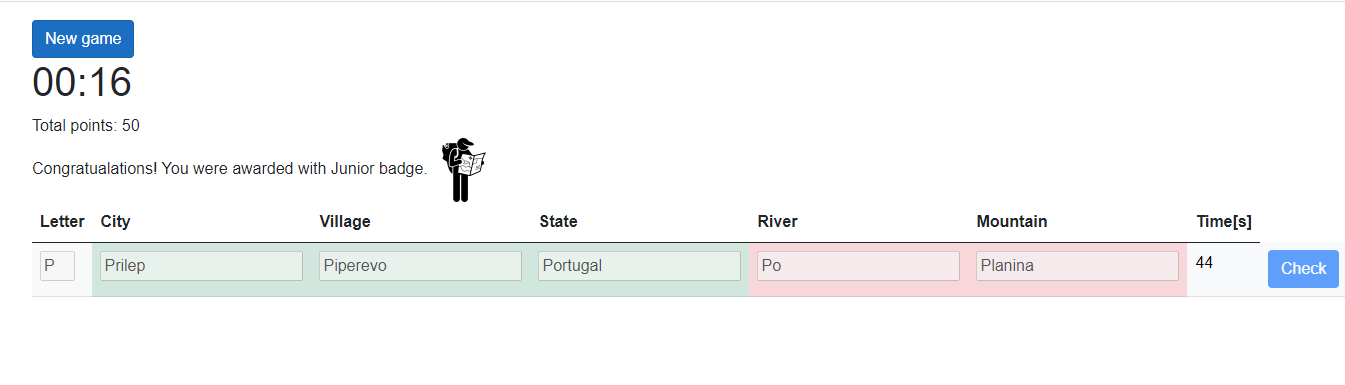 New game
00:16
Total points: 50
Congratualations! You were awarded with Junior badge.
Letter City Village State River Mountain Time[s]
P Prilep Piperevo Portugal Po Planina 44 Check